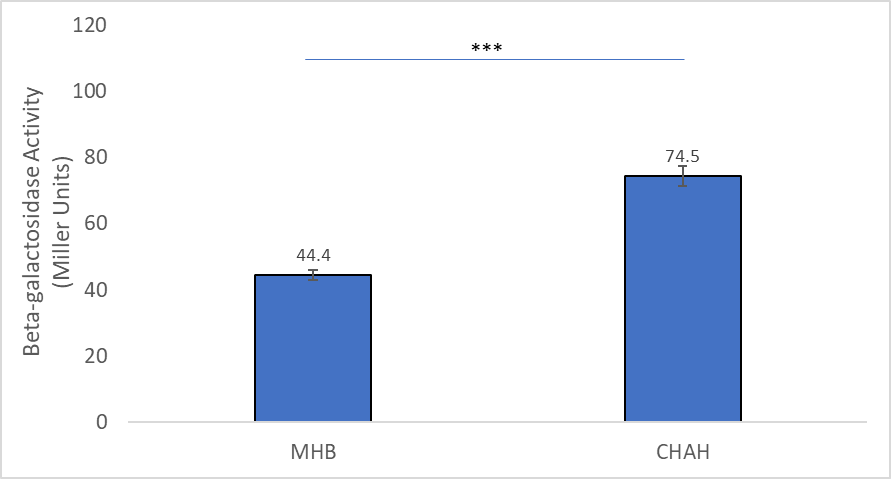 120
100
80
60
40
20
0
Beta-galactosidase Activity
(Miller Units)
***
44.4
74.5
MHB
CHAH